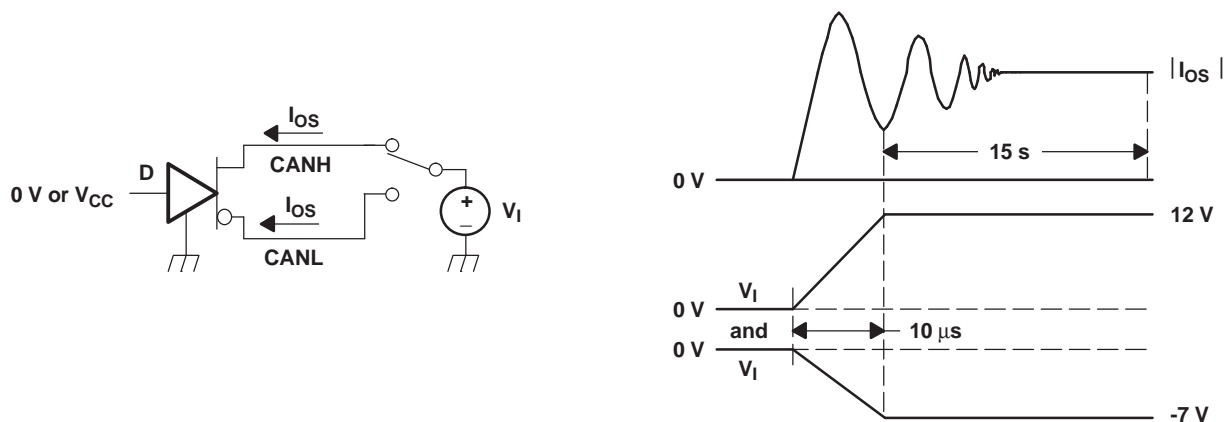 I_OS
CANH
D
0 V or V_CC
I_OS
CANL
+
–
V_I
|I_OS|
15 s
0 V
12 V
V_I
0 V
and
10 μs
0 V
V_I
-7 V